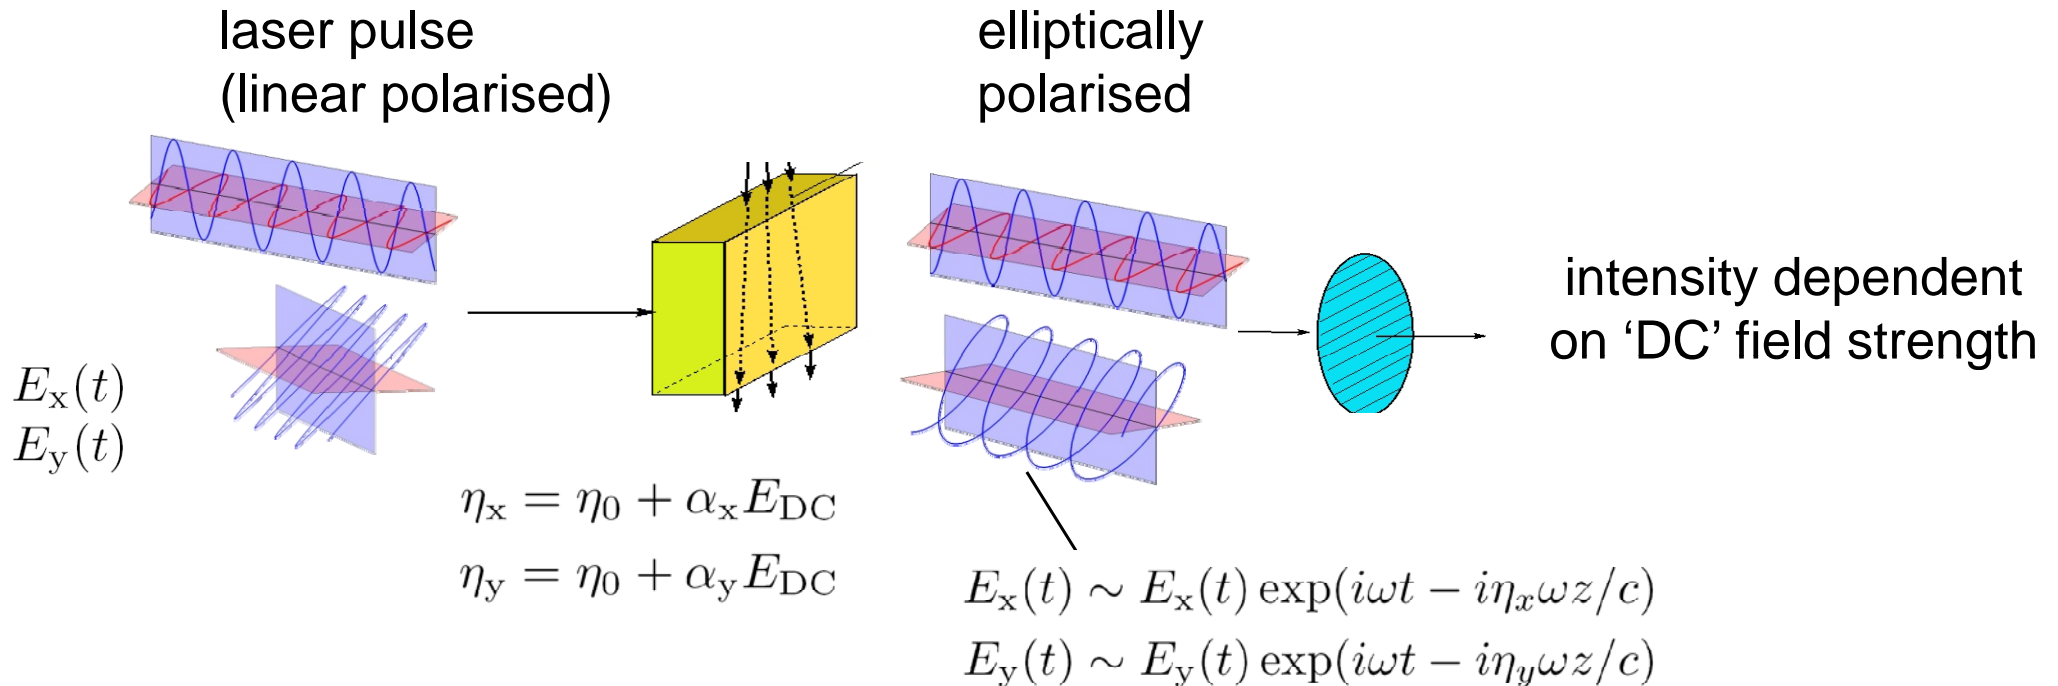 laser pulse
(linear polarised)
elliptically
polarised
E_x(t)
E_y(t)
η_x = η_0 + α_x E_DC
η_y = η_0 + α_y E_DC
E_x(t) ∼ E_x(t) exp(iωt − iη_x ωz/c)
E_y(t) ∼ E_y(t) exp(iωt − iη_y ωz/c)
intensity dependent
on ‘DC’ field strength